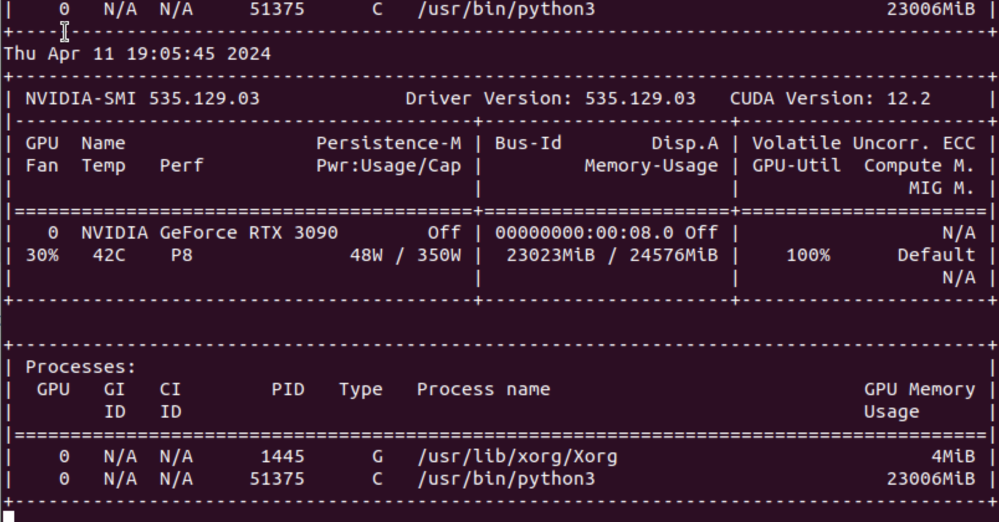 |    0   N/A  N/A     51375      C   /usr/bin/python3                          23006MiB |
+---------------------------------------------------------------------------------------+
Thu Apr 11 19:05:45 2024
+---------------------------------------------------------------------------------------+
| NVIDIA-SMI 535.129.03             Driver Version: 535.129.03   CUDA Version: 12.2     |
|-----------------------------------------+----------------------+----------------------+
| GPU  Name                 Persistence-M | Bus-Id        Disp.A | Volatile Uncorr. ECC |
| Fan  Temp   Perf          Pwr:Usage/Cap |         Memory-Usage | GPU-Util  Compute M. |
|                                         |                      |               MIG M. |
|=========================================+======================+======================|
|   0  NVIDIA GeForce RTX 3090        Off | 00000000:00:08.0 Off |                  N/A |
| 30%   42C    P8              48W / 350W |  23023MiB / 24576MiB |    100%      Default |
|                                         |                      |                  N/A |
+-----------------------------------------+----------------------+----------------------+

+---------------------------------------------------------------------------------------+
| Processes:                                                                            |
|  GPU   GI   CI        PID   Type   Process name                            GPU Memory |
|        ID   ID                                                             Usage      |
|=======================================================================================|
|    0   N/A  N/A      1445      G   /usr/lib/xorg/Xorg                            4MiB |
|    0   N/A  N/A     51375      C   /usr/bin/python3                          23006MiB |
+---------------------------------------------------------------------------------------+